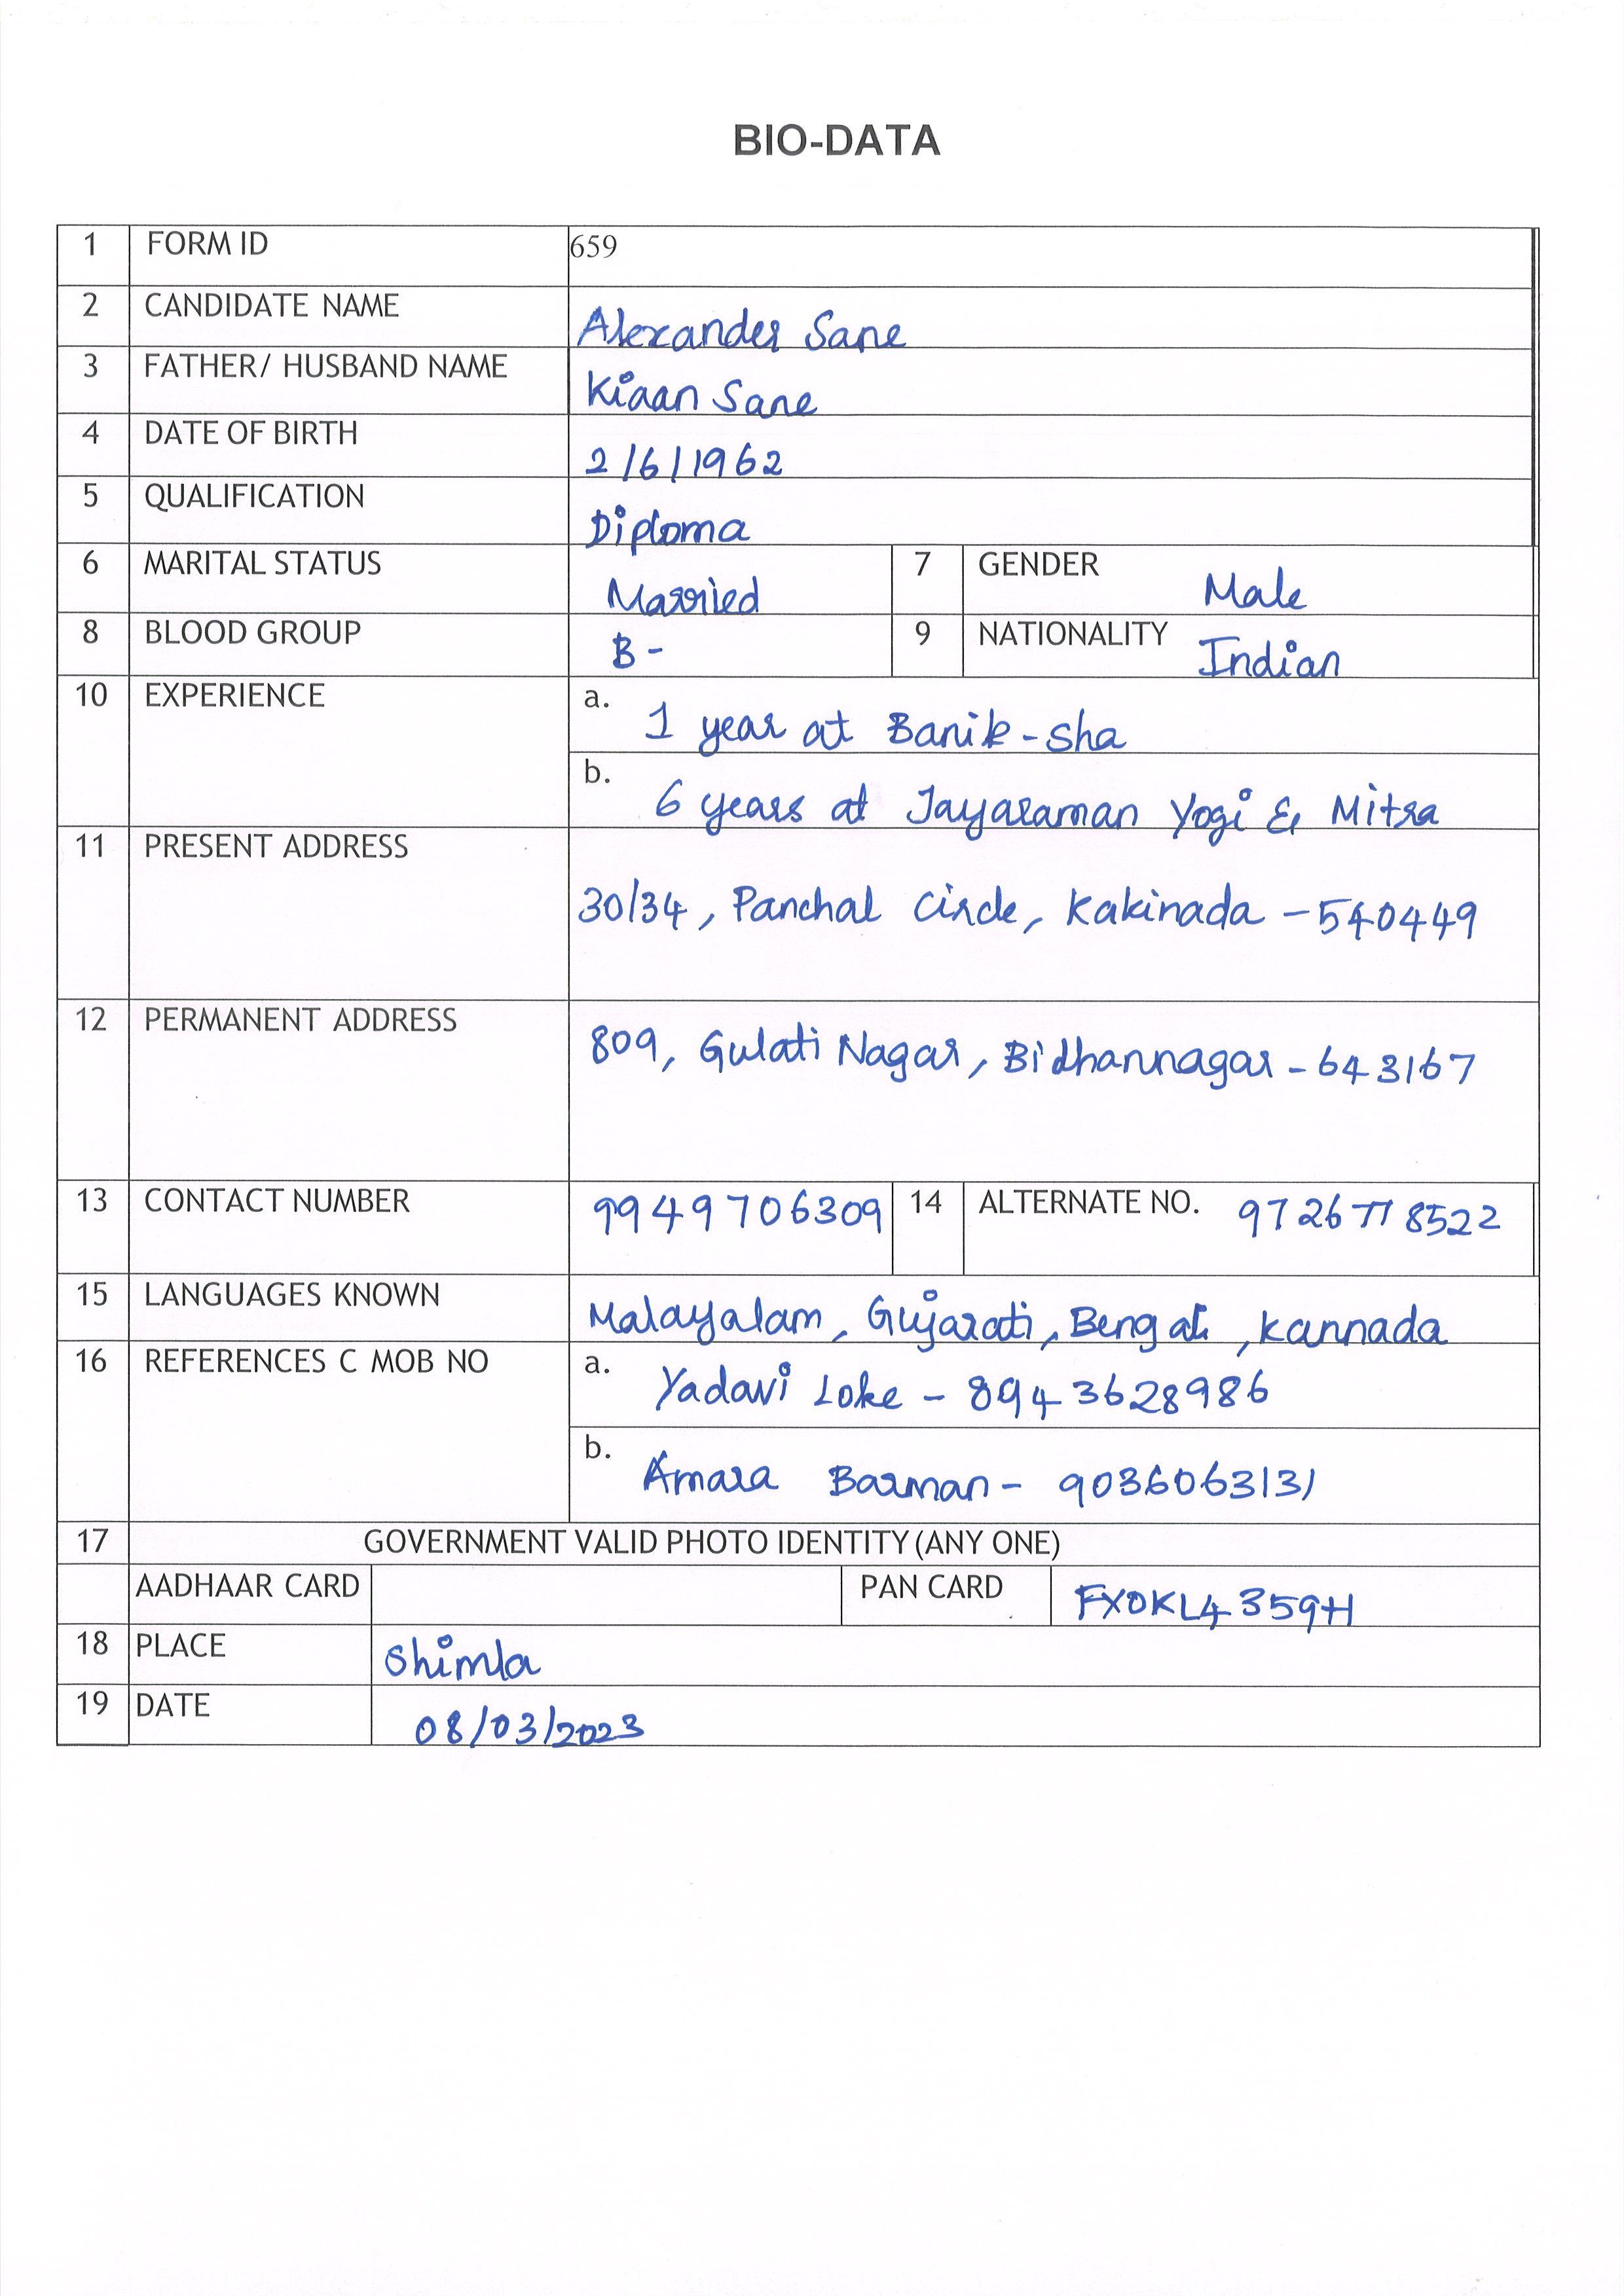 BIO-DATA
1 FORM ID 659
2 CANDIDATE NAME Alexander Sane
3 FATHER/ HUSBAND NAME Kiaan Sane
4 DATE OF BIRTH 2/6/1962
5 QUALIFICATION Diploma
6 MARITAL STATUS Married 7 GENDER Male
8 BLOOD GROUP B- 9 NATIONALITY Indian
10 EXPERIENCE a. 1 year at Banik-Sha
b. 6 years at Jayaraman Yogi & Mitra
11 PRESENT ADDRESS 30/34, Panchal Circle, Kakinada - 540449
12 PERMANENT ADDRESS 809, Gulati Nagar, Bidhannagar - 643167
13 CONTACT NUMBER 9949706309 14 ALTERNATE NO. 9726778522
15 LANGUAGES KNOWN Malayalam, Gujarati, Bengali, Kannada
16 REFERENCES C MOB NO a. Yadavi Loke - 8943628986
b. Amara Barman - 9036063131
17 GOVERNMENT VALID PHOTO IDENTITY (ANY ONE)
AADHAAR CARD PAN CARD FXOKL4359H
18 PLACE Shimla
19 DATE 08/03/2023